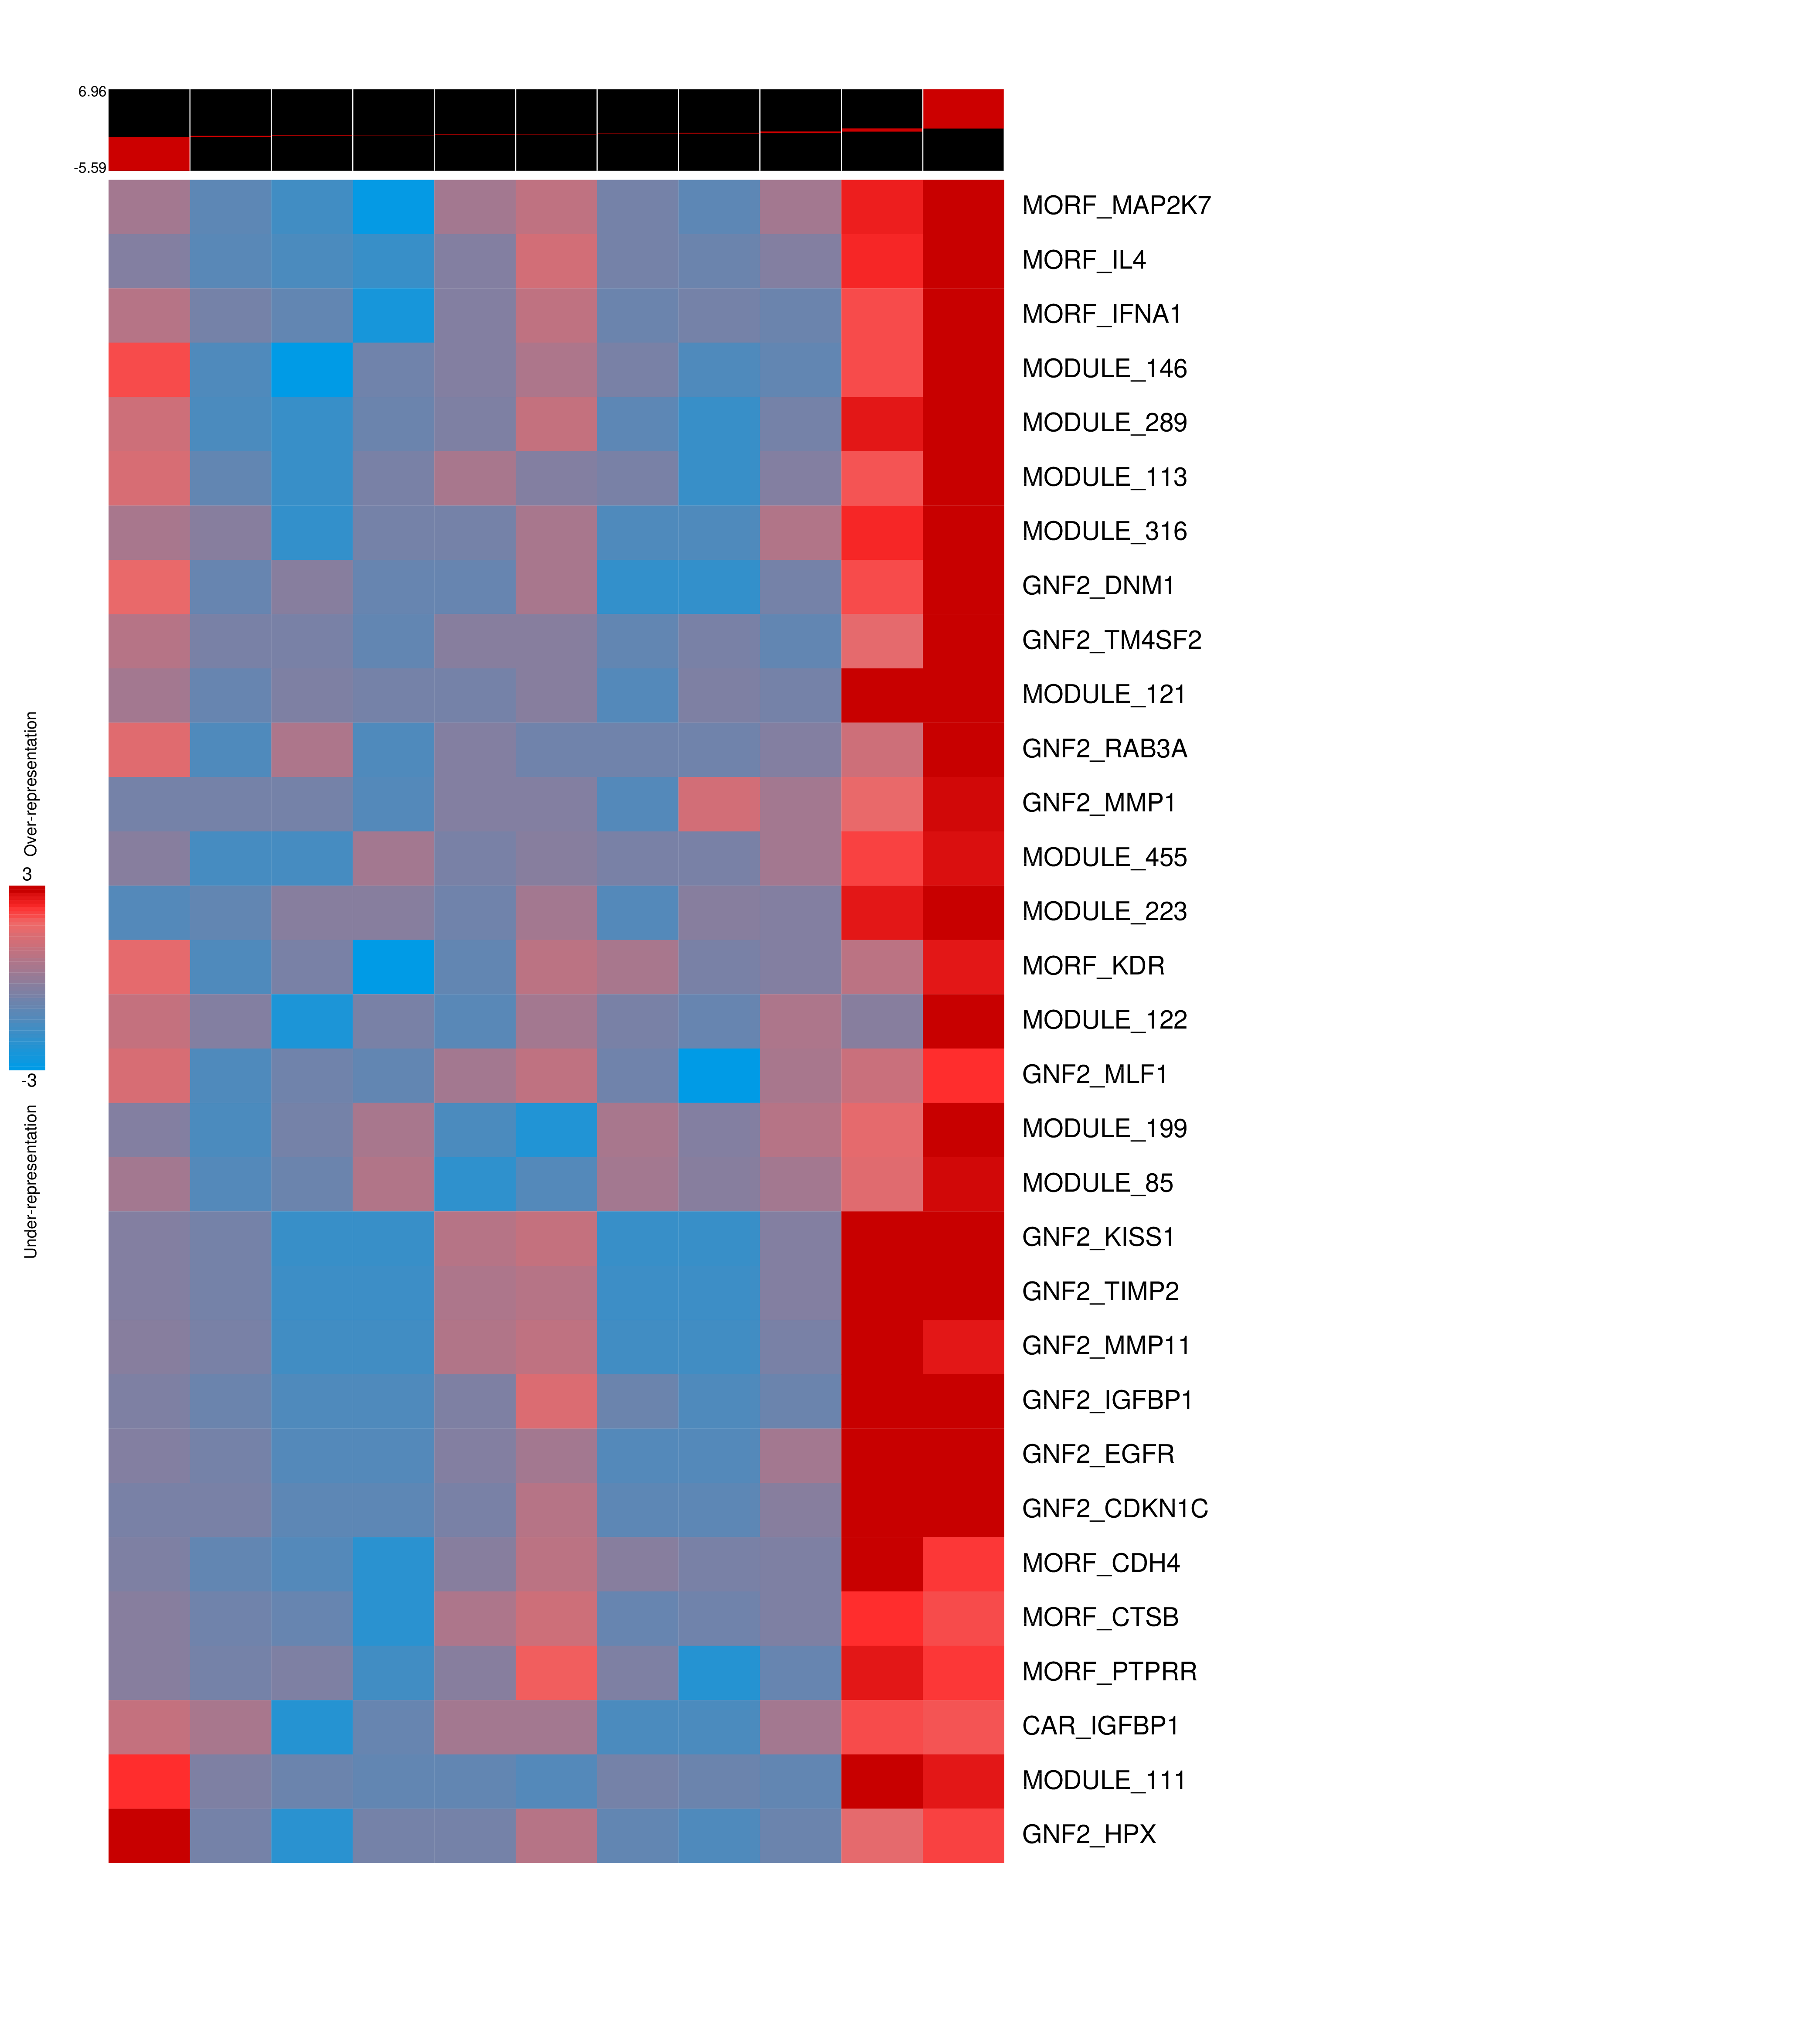 6.96
-5.59
MORF_MAP2K7
MORF_IL4
MORF_IFNA1
MODULE_146
MODULE_289
MODULE_113
MODULE_316
GNF2_DNM1
GNF2_TM4SF2
MODULE_121
GNF2_RAB3A
GNF2_MMP1
MODULE_455
MODULE_223
MORF_KDR
MODULE_122
GNF2_MLF1
MODULE_199
MODULE_85
GNF2_KISS1
GNF2_TIMP2
GNF2_MMP11
GNF2_IGFBP1
GNF2_EGFR
GNF2_CDKN1C
MORF_CDH4
MORF_CTSB
MORF_PTPRR
CAR_IGFBP1
MODULE_111
GNF2_HPX
Over-representation
3
-3
Under-representation